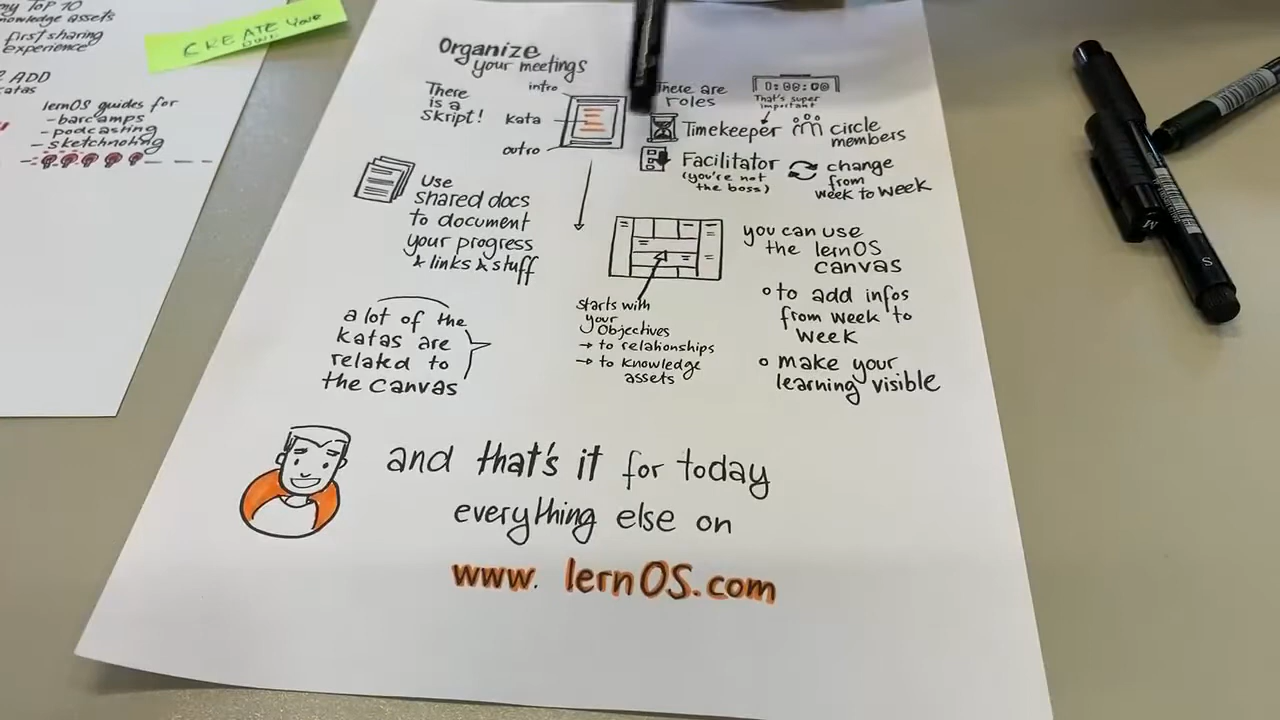 my TOP 10
knowledge assets
first sharing
experience
ADD
katas
lernOS guides for
- barcamps
- podcasting
- sketchnoting
CREATE YOUR
OWN
Organize
your meetings
There
is a
skript!
intro
kata
outro
There are
roles
1:00:00
That's super
important
Timekeeper
circle
members
Facilitator
(you're not
the boss)
change
from
week to week
Use
shared docs
to document
your progress
& links & stuff
you can use
the lernOS
canvas
o to add infos
from week to
week
o make your
learning visible
starts with
your
Objectives
→ to relationships
→ to knowledge
assets
a lot of the
katas are
related to
the canvas
and that's it for today
everything else on
www. lernOS.com
M
S